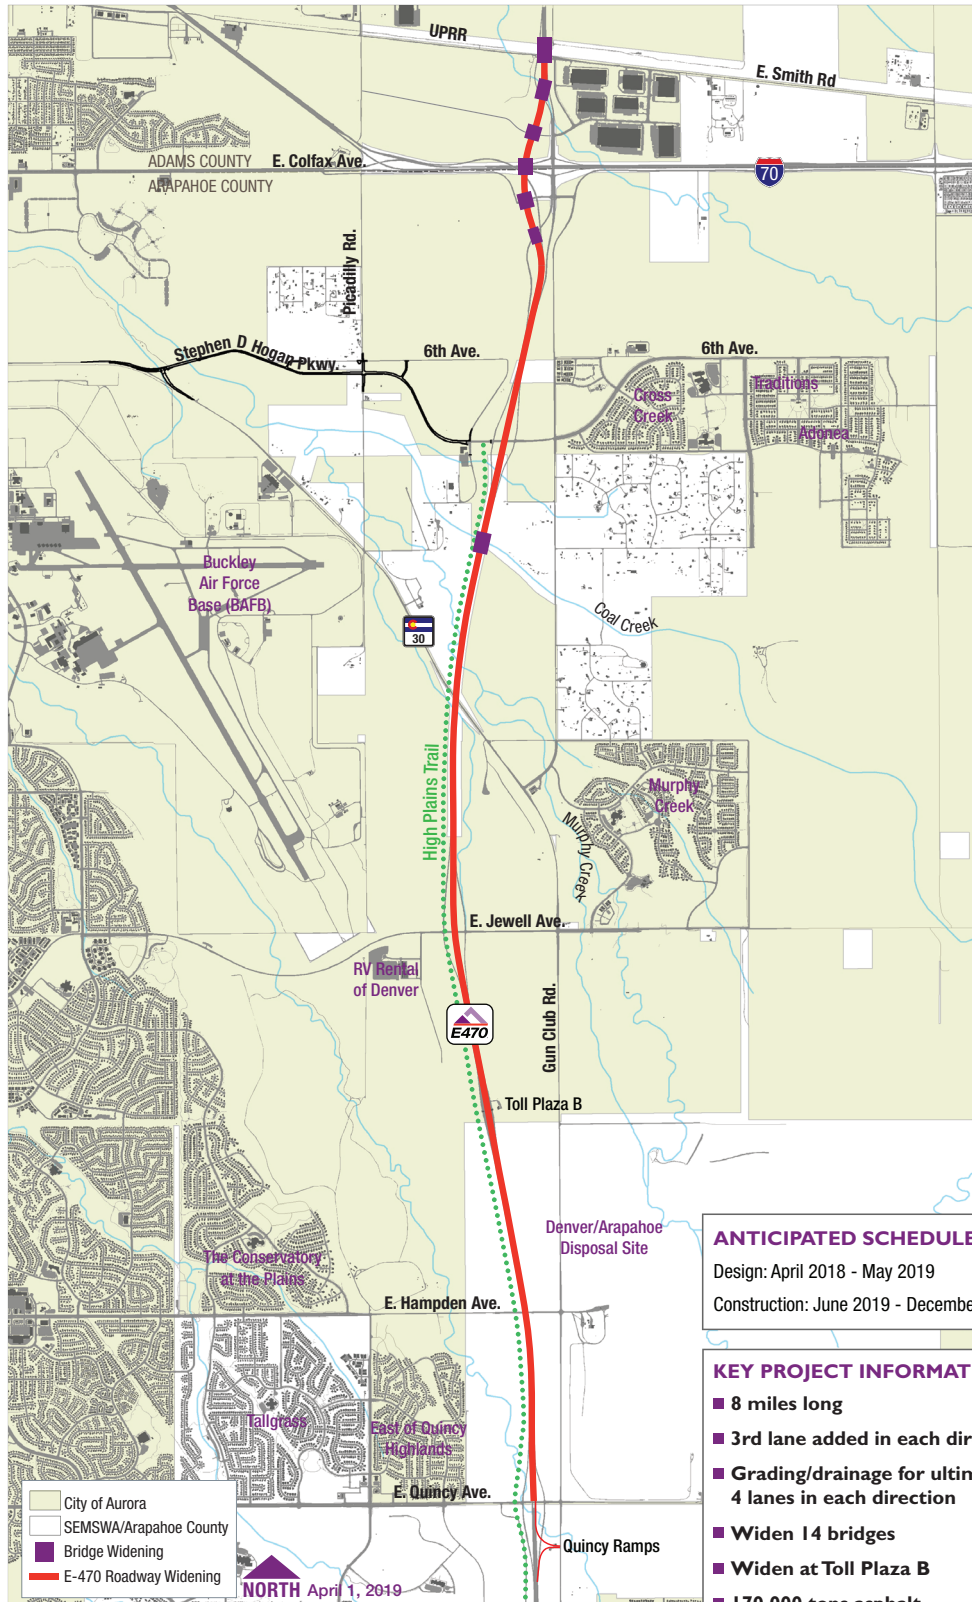 UPRR
E. Smith Rd
ADAMS COUNTY
E. Colfax Ave.
ARAPAHOE COUNTY
70
Picadilly Rd.
Stephen D Hogan Pkwy.
6th Ave.
6th Ave.
Cross
Creek
Traditions
Adonea
Buckley
Air Force
Base (BAFB)
30
Coal Creek
High Plains Trail
Murphy
Creek
Murphy Creek
E. Jewell Ave.
RV Rental
of Denver
E470
Gun Club Rd.
Toll Plaza B
Denver/Arapahoe
Disposal Site
The Conservatory
at the Plains
E. Hampden Ave.
Tallgrass
East of Quincy
Highlands
E. Quincy Ave.
Quincy Ramps
ANTICIPATED SCHEDULE
Design: April 2018 - May 2019
Construction: June 2019 - Decembe
KEY PROJECT INFORMAT
8 miles long
3rd lane added in each dir
Grading/drainage for ultin
4 lanes in each direction
Widen 14 bridges
Widen at Toll Plaza B
170,000 tons asphalt
City of Aurora
SEMSWA/Arapahoe County
Bridge Widening
E-470 Roadway Widening
NORTH April 1, 2019